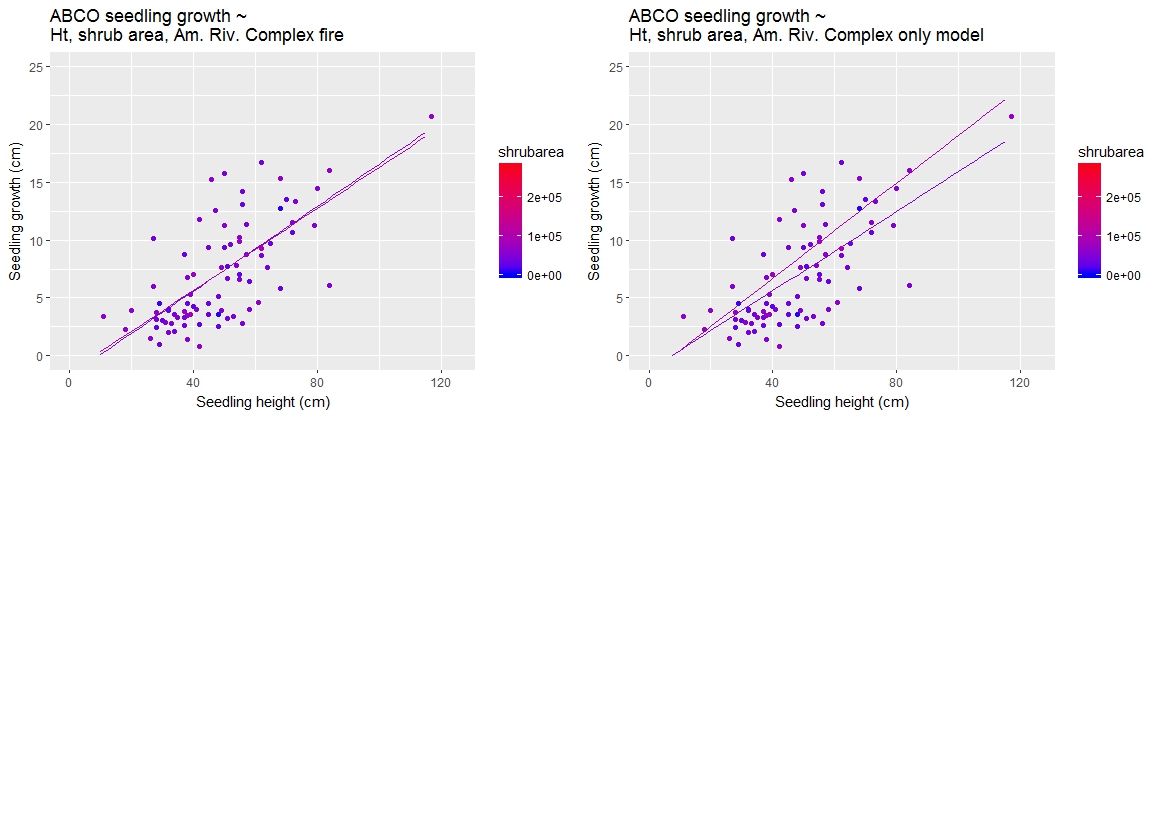 ABCO seedling growth ~
Ht, shrub area, Am. Riv. Complex fire
25
20
15
10
5
0
Seedling growth (cm)
0
40
80
120
Seedling height (cm)
shrubarea
2e+05
1e+05
0e+00
ABCO seedling growth ~
Ht, shrub area, Am. Riv. Complex only model
25
20
15
10
5
0
Seedling growth (cm)
0
40
80
120
Seedling height (cm)
shrubarea
2e+05
1e+05
0e+00